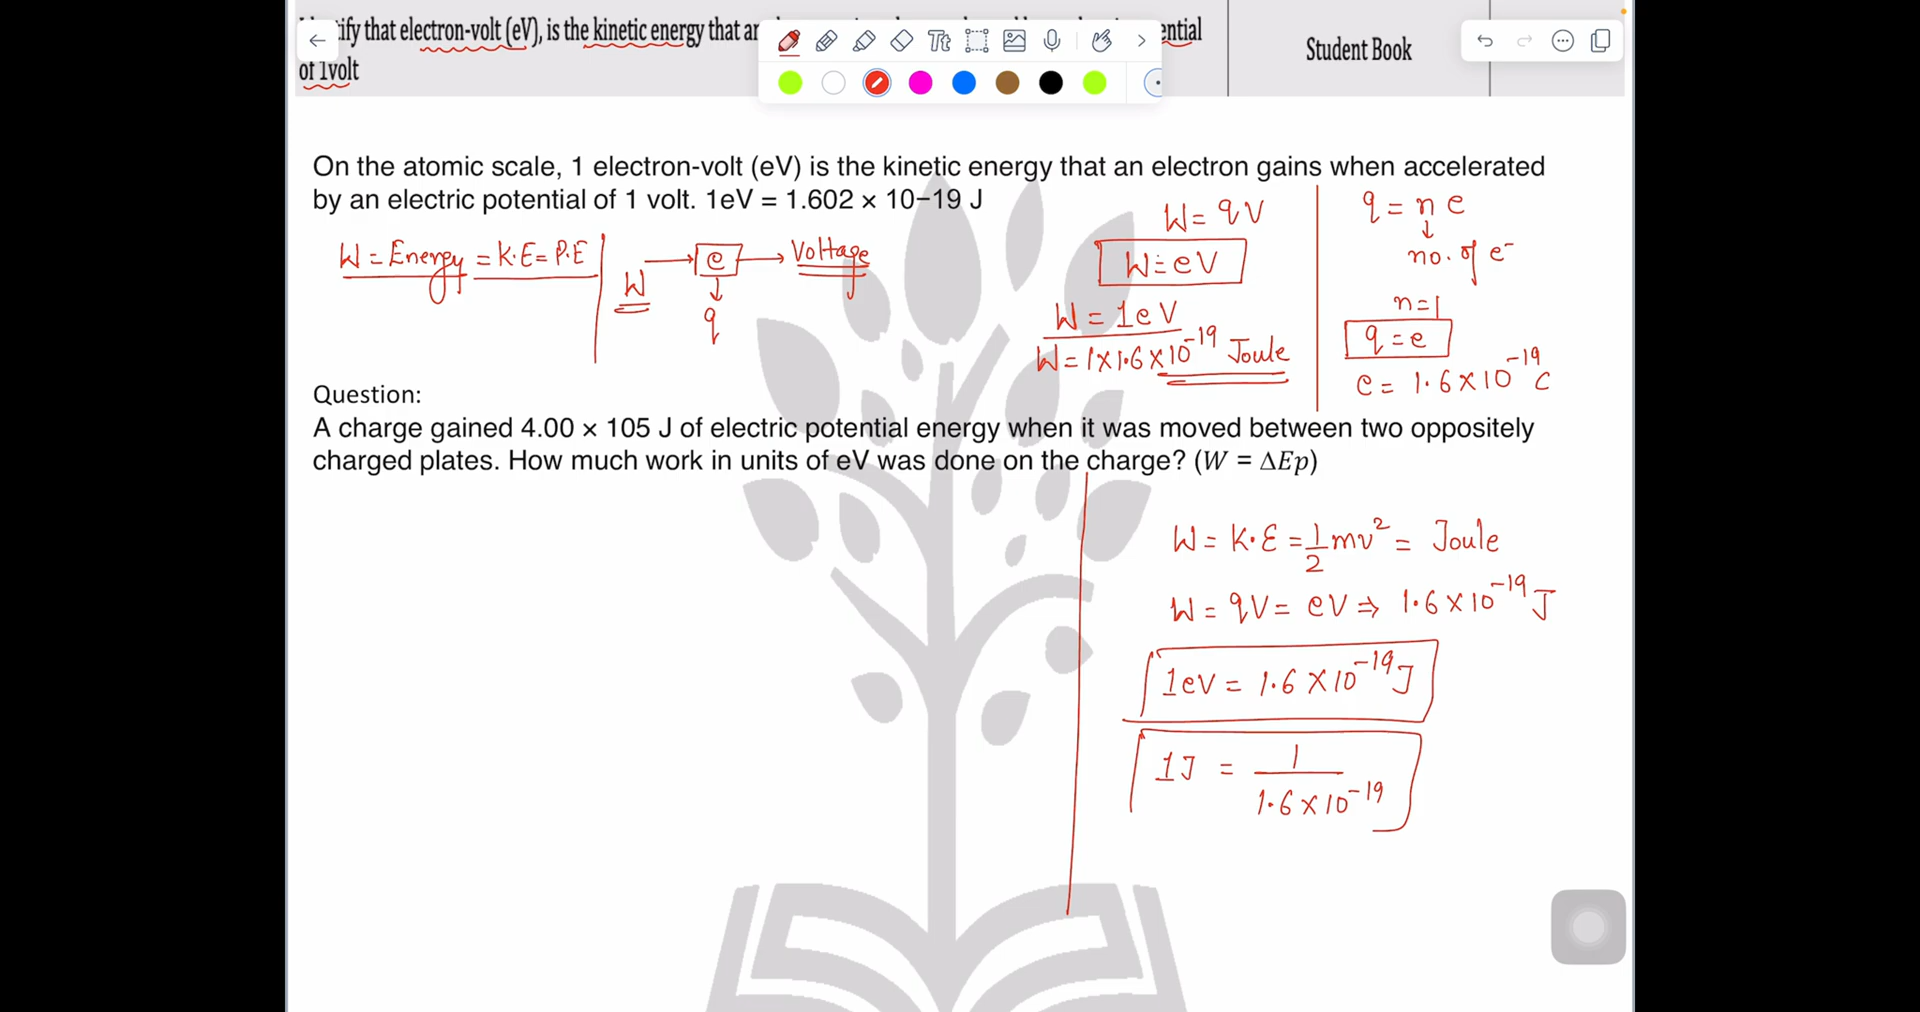 tify that electron-volt (eV), is the kinetic energy that an
ential
of 1volt
Student Book
Tt
On the atomic scale, 1 electron-volt (eV) is the kinetic energy that an electron gains when accelerated
by an electric potential of 1 volt. 1eV = 1.602 × 10−19 J
W = Energy = K.E = P.E
W
e
Voltage
q
W = qV
W = eV
W = 1eV
W = 1 x 1.6 x 10^-19 Joule
q = n e
no. of e-
n=1
q = e
e = 1.6 x 10^-19 C
Question:
A charge gained 4.00 × 105 J of electric potential energy when it was moved between two oppositely
charged plates. How much work in units of eV was done on the charge? (W = ΔEp)
W = K.E = 1/2 mv² = Joule
W = qV = eV ⇒ 1.6 x 10^-19 J
1eV = 1.6 x 10^-19 J
1J = 1 / 1.6 x 10^-19